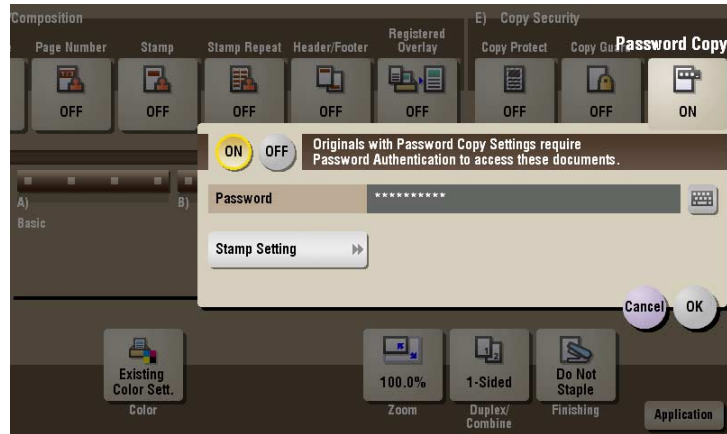 /Composition
E) Copy Security
Page Number
Stamp
Stamp Repeat
Header/Footer
Registered
Overlay
Copy Protect
Copy Guard
Password Copy
OFF
OFF
OFF
OFF
OFF
OFF
OFF
ON
ON
OFF
Originals with Password Copy Settings require
Password Authentication to access these documents.
Password
**********
Stamp Setting
A)
B)
Basic
Cancel
OK
Existing
Color Sett.
100.0%
1-Sided
Do Not
Staple
Color
Zoom
Duplex/
Combine
Finishing
Application